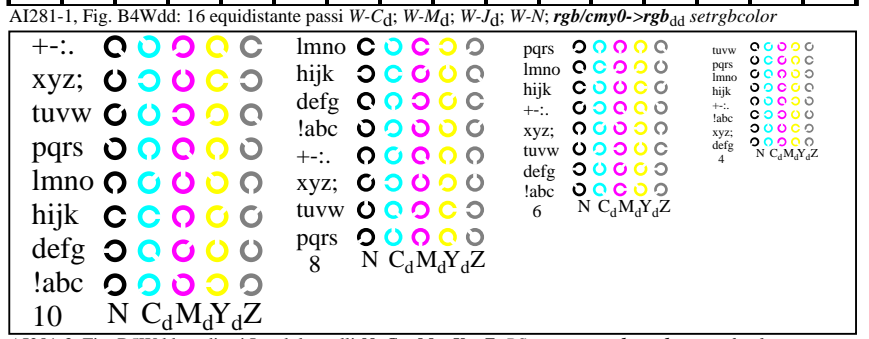 AI281-1, Fig. B4Wdd: 16 equidistante passi W-Cd; W-Md; W-Jd; W-N; rgb/cmy0->rgbdd setrgbcolor
+-:.
xyz;
tuvw
pqrs
lmno
hijk
defg
!abc
10 N CdMdYdZ
lmno
hijk
defg
!abc
+-:.
xyz;
tuvw
pqrs
8 N CdMdYdZ
pqrs
lmno
hijk
+-:.
xyz;
tuvw
defg
!abc
6 N CdMdYdZ
tuvw
pqrs
lmno
hijk
+-:.
!abc
xyz;
defg
4 N CdMdYdZ